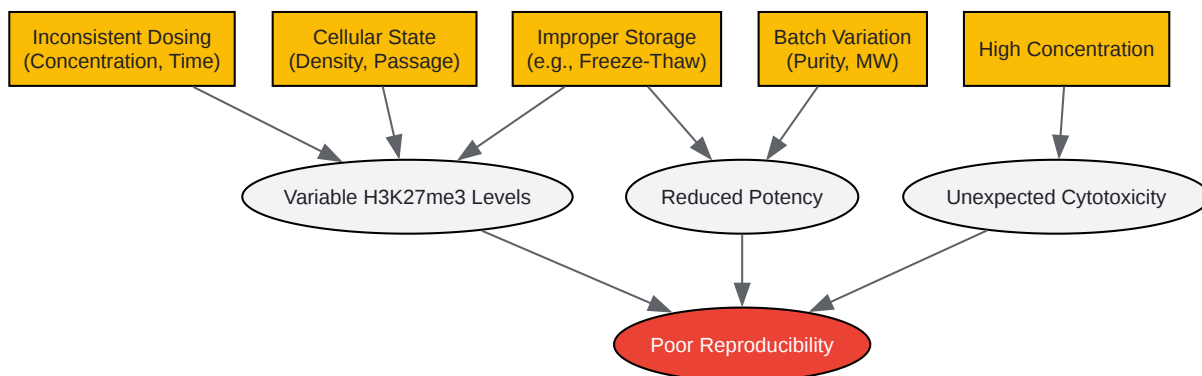 Inconsistent Dosing
(Concentration, Time)
Cellular State
(Density, Passage)
Improper Storage
(e.g., Freeze-Thaw)
Batch Variation
(Purity, MW)
High Concentration
Variable H3K27me3 Levels
Reduced Potency
Unexpected Cytotoxicity
Poor Reproducibility